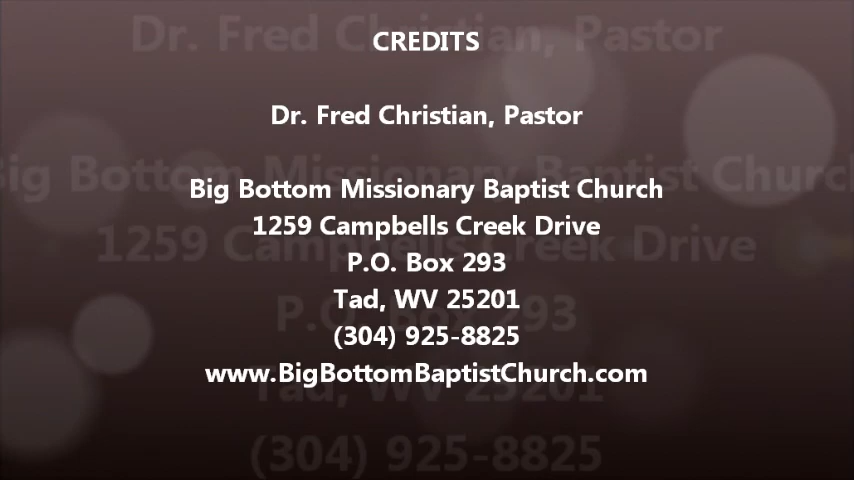 CREDITS
Dr. Fred Christian, Pastor
Big Bottom Missionary Baptist Church
1259 Campbells Creek Drive
P.O. Box 293
Tad, WV 25201
(304) 925-8825
www.BigBottomBaptistChurch.com